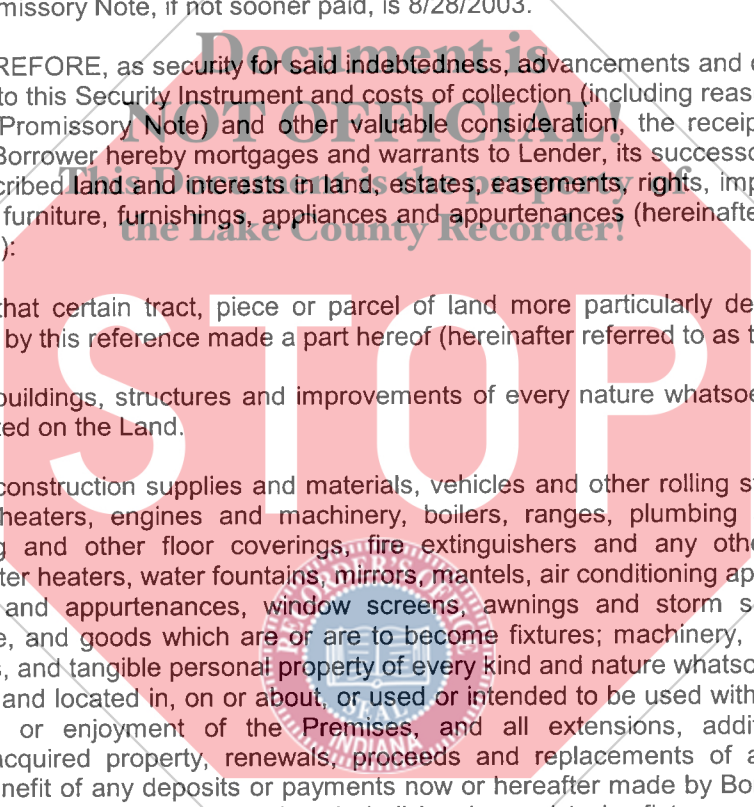 missory Note, if not sooner paid, is 8/28/2003.
Document is
REFORE, as security for said indebtedness, advancements and
to this Security Instrument and costs of collection (including reas
NOT OFFICIAL!
Promissory Note) and other valuable consideration, the receip
Borrower hereby mortgages and warrants to Lender, its successo
This Document is the property of
cribed land and interests in land, estates, easements, rights, imp
furniture, furnishings, appliances and appurtenances (hereinafte
the Lake County Recorder!
):
that certain tract, piece or parcel of land more particularly de
by this reference made a part hereof (hereinafter referred to as t
STOP
buildings, structures and improvements of every nature whatsoe
ted on the Land.
construction supplies and materials, vehicles and other rolling s
heaters, engines and machinery, boilers, ranges, plumbing
g and other floor coverings, fire extinguishers and any othe
ter heaters, water fountains, mirrors, mantels, air conditioning ap
and appurtenances, window screens, awnings and storm s
e, and goods which are or are to become fixtures; machinery,
s, and tangible personal property of every kind and nature whatso
and located in, on or about, or used or intended to be used with
or enjoyment of the Premises, and all extensions, addi
acquired property, renewals, proceeds and replacements of a
enefit of any deposits or payments now or hereafter made by Bo
RECORDER'S OFFICE
SEAL
INDIANA